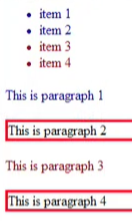 item 1
item 2
item 3
item 4
This is paragraph 1
This is paragraph 2
This is paragraph 3
This is paragraph 4